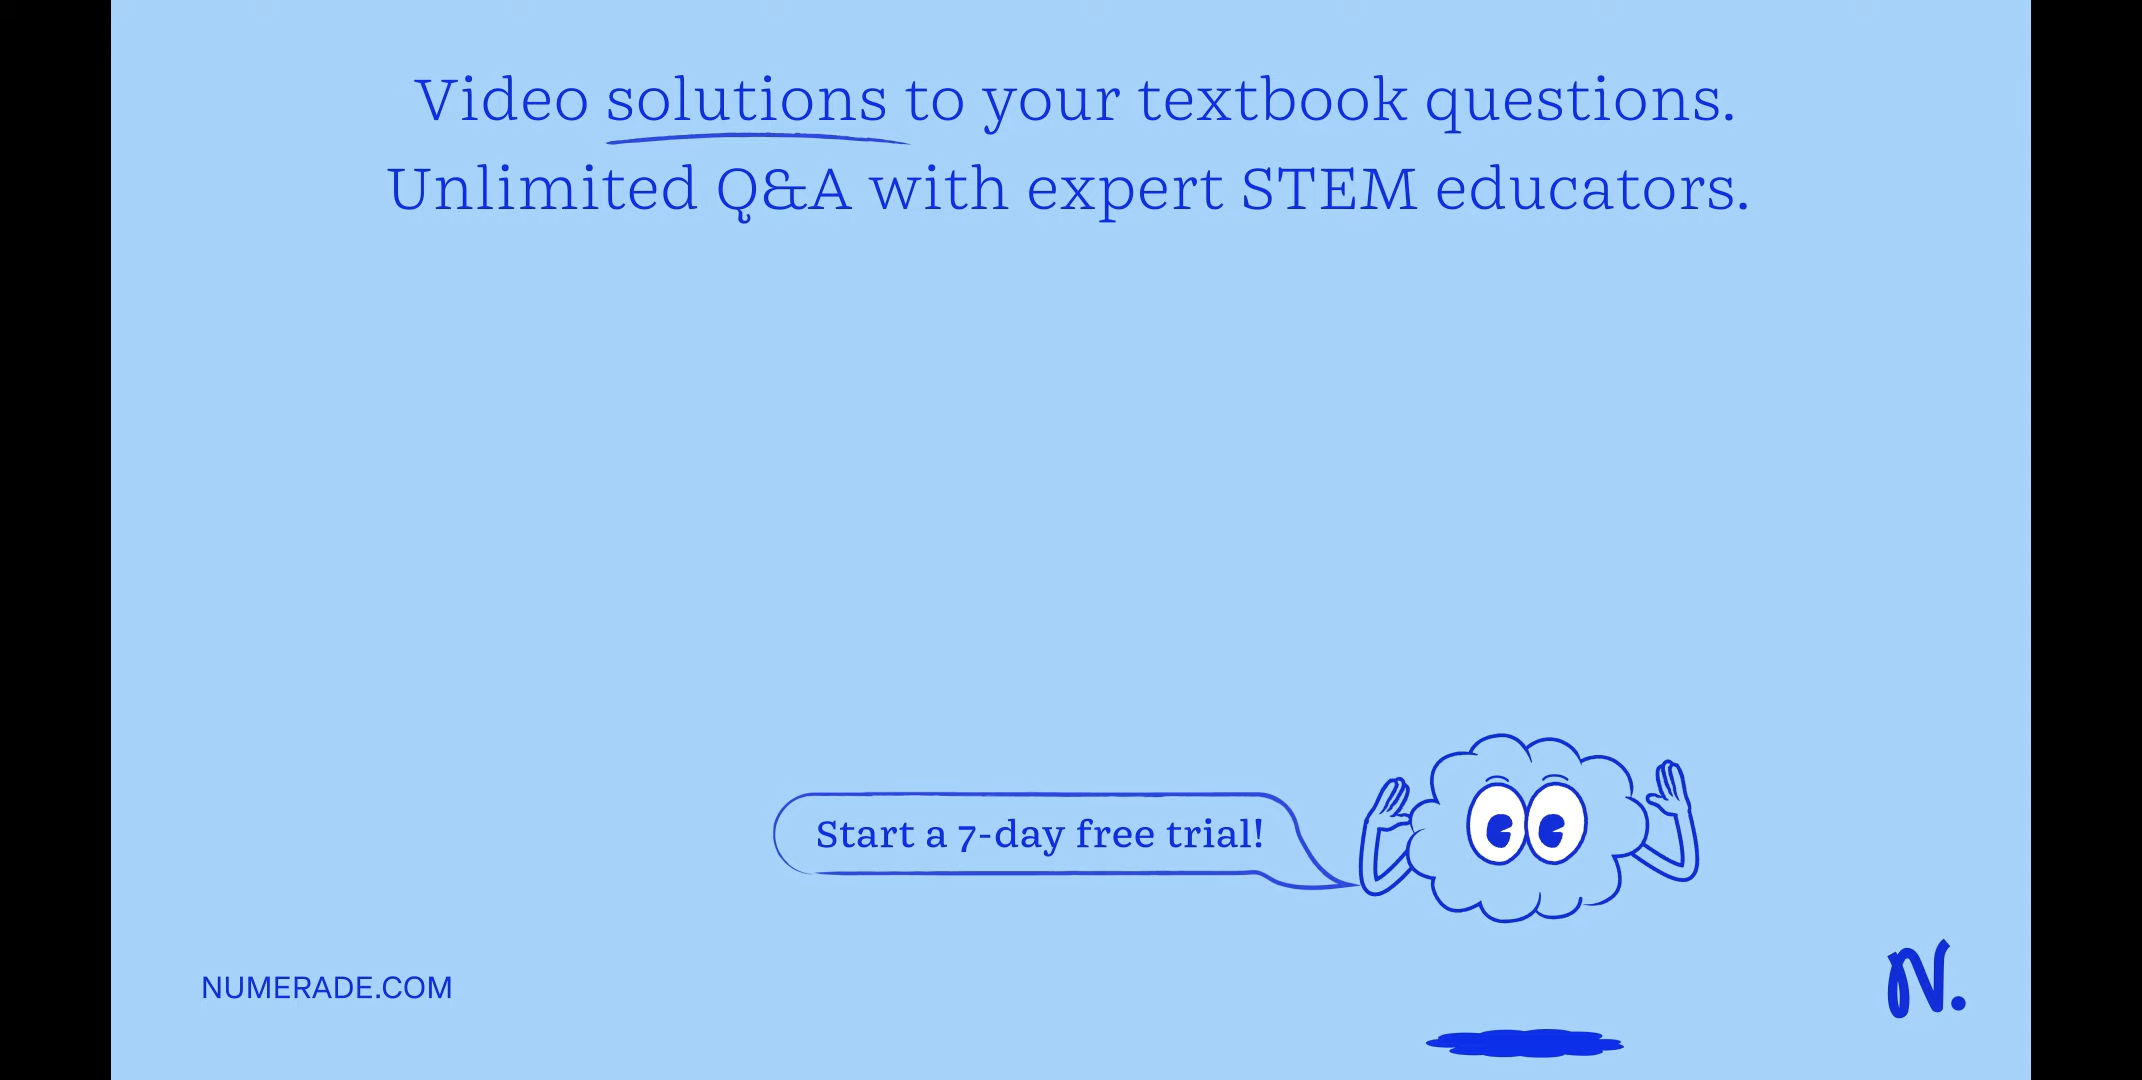 Video solutions to your textbook questions.
Unlimited Q&A with expert STEM educators.
Start a 7-day free trial!
NUMERADE.COM
N.